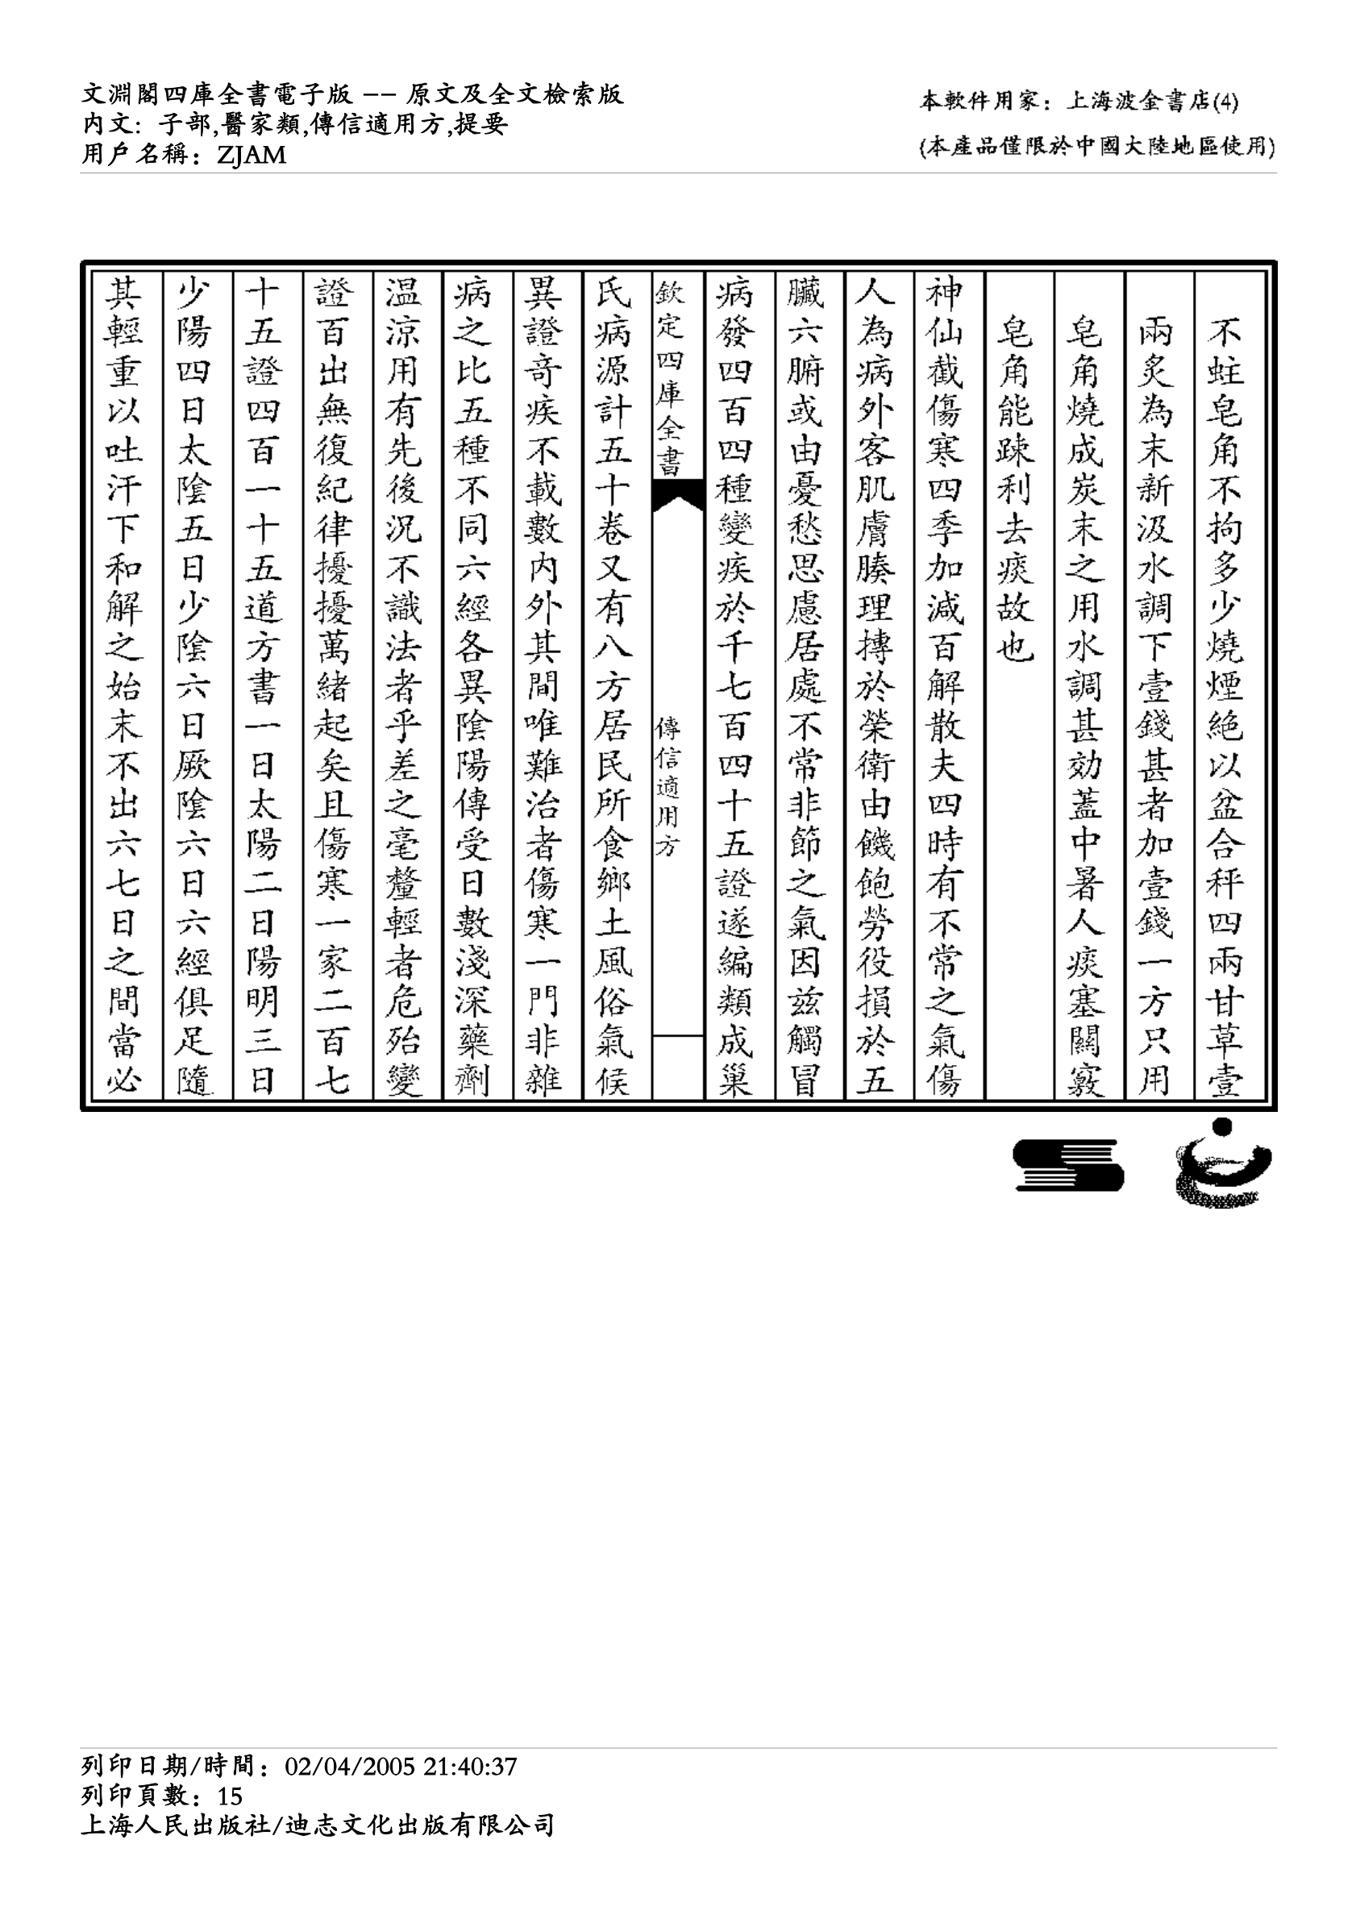 文淵閣四庫全書電子版 -- 原文及全文檢索版
内文: 子部,醫家類,傳信適用方,提要
用戶名稱: ZJAM
本軟件用家: 上海波金書店(4)
(本產品僅限於中國大陸地區使用)
不蛀皂角不拘多少燒煙絶以盆合秤四兩甘草壹
兩炙為末新汲水調下壹錢甚者加壹錢一方只用
皂角燒成炭末之用水調甚効蓋中暑人痰塞關竅
皂角能踈利去痰故也
神仙截傷寒四季加減百解散夫四時有不常之氣傷
人為病外客肌膚腠理摶於榮衛由饑飽勞役損於五
臟六腑或由憂愁思慮居處不常非節之氣因兹觸冒
病發四百四種變疾於千七百四十五證遂編類成巢
欽定四庫全書
傳信適用方
氏病源計五十卷又有八方居民所食鄉土風俗氣候
異證奇疾不載數内外其間唯難治者傷寒一門非雜
病之比五種不同六經各異陰陽傳受日數淺深藥劑
温涼用有先後況不識法者乎差之毫釐輕者危殆變
證百出無復紀律擾擾萬緒起矣且傷寒一家二百七
十五證四百一十五道方書一日太陽二日陽明三日
少陽四日太陰五日少陰六日厥陰六日六經俱足隨
其輕重以吐汗下和解之始末不出六七日之間當必
列印日期/時間: 02/04/2005 21:40:37
列印頁數: 15
上海人民出版社/迪志文化出版有限公司